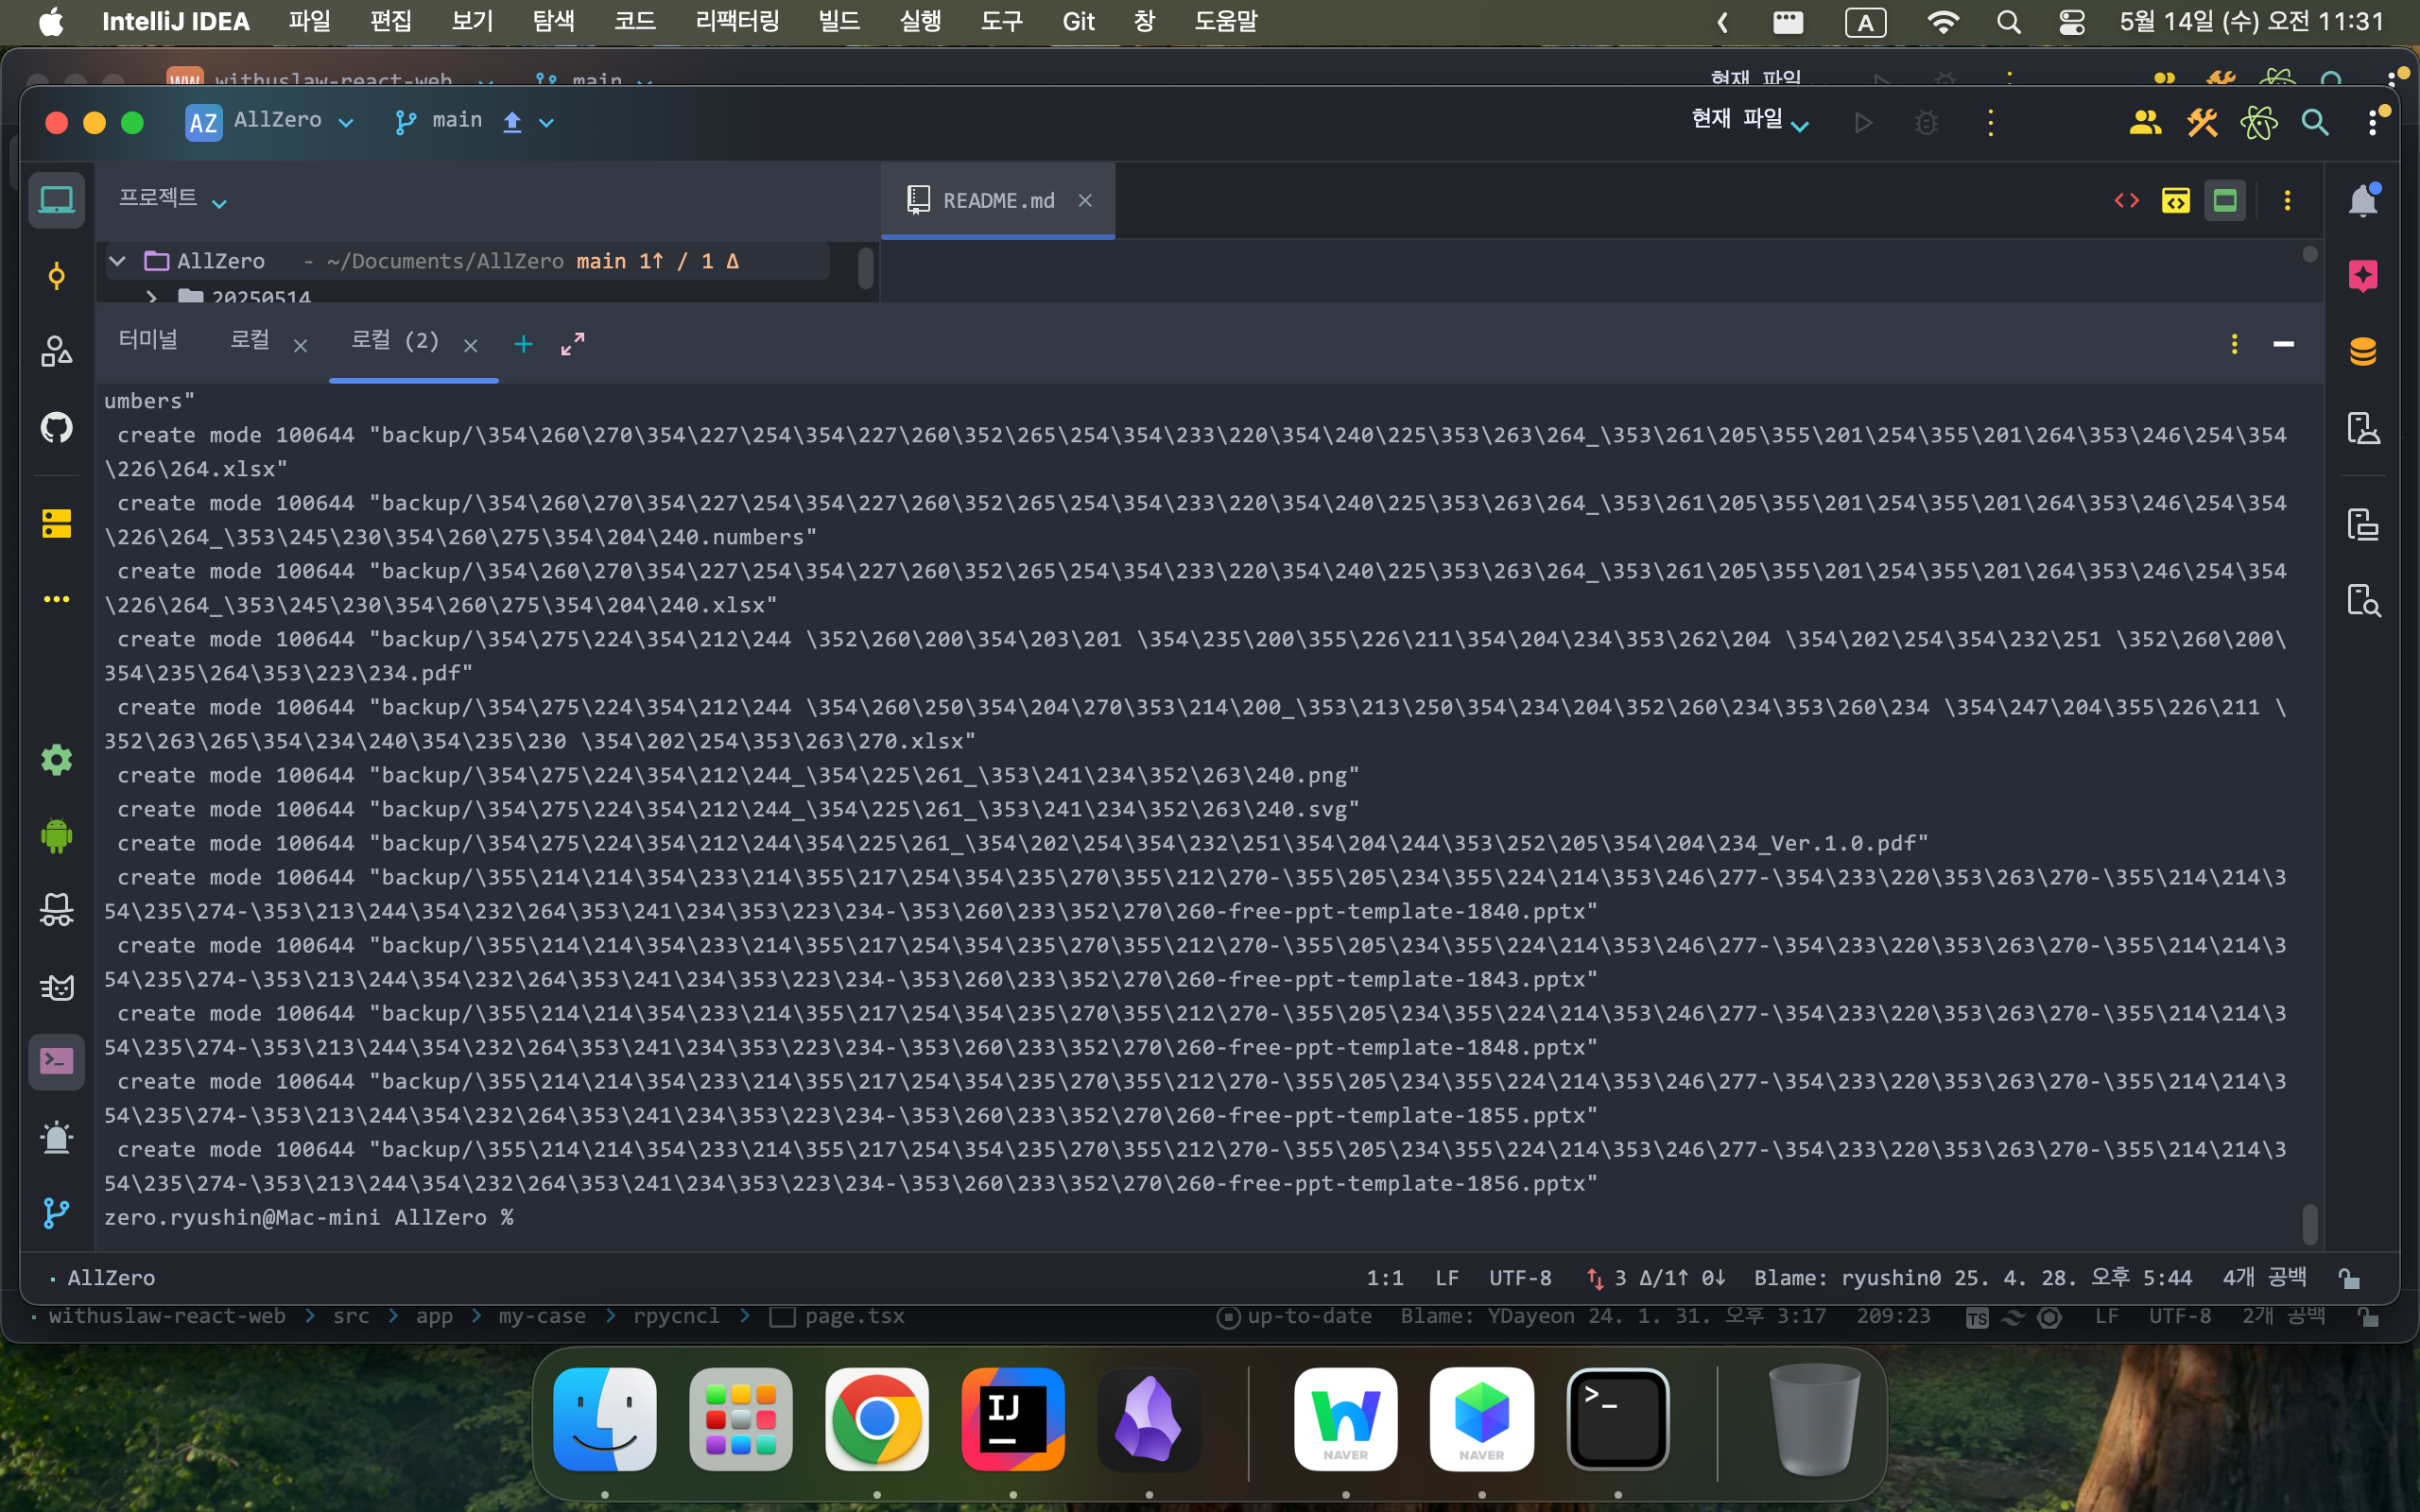 IntelliJ IDEA 파일 편집 보기 탐색 코드 리팩터링 빌드 실행 도구 Git 창 도움말 A 5월 14일 (수) 오전 11:31
WW withuslaw-react-web main 현재 파일
AZ AllZero main 현재 파일
프로젝트 README.md
AllZero - ~/Documents/AllZero main 1↑ / 1 Δ
20250514
터미널 로컬 로컬 (2)
umbers"
create mode 100644 "backup/\354\260\270\354\227\254\354\227\260\352\265\254\354\233\220\354\240\225\353\263\264_\353\261\205\355\201\254\355\201\264\353\246\254\354
\226\264.xlsx"
create mode 100644 "backup/\354\260\270\354\227\254\354\227\260\352\265\254\354\233\220\354\240\225\353\263\264_\353\261\205\355\201\254\355\201\264\353\246\254\354
\226\264_\353\245\230\354\260\275\354\204\240.numbers"
create mode 100644 "backup/\354\260\270\354\227\254\354\227\260\352\265\254\354\233\220\354\240\225\353\263\264_\353\261\205\355\201\254\355\201\264\353\246\254\354
\226\264_\353\245\230\354\260\275\354\204\240.xlsx"
create mode 100644 "backup/\354\275\224\354\212\244 \352\260\200\354\203\201 \354\235\200\355\226\211\354\204\234\353\262\204 \354\202\254\354\232\251 \352\260\200\
354\235\264\353\223\234.pdf"
create mode 100644 "backup/\354\275\224\354\212\244 \354\260\250\354\204\270\353\214\200_\353\213\250\354\234\204\352\260\234\353\260\234 \354\247\204\355\226\211 \
352\263\265\354\234\240\354\235\230 \354\202\254\353\263\270.xlsx"
create mode 100644 "backup/\354\275\224\354\212\244_\354\225\261_\353\241\234\352\263\240.png"
create mode 100644 "backup/\354\275\224\354\212\244_\354\225\261_\353\241\234\352\263\240.svg"
create mode 100644 "backup/\354\275\224\354\212\244\354\225\261_\354\202\254\354\232\251\354\204\244\353\252\205\354\204\234_Ver.1.0.pdf"
create mode 100644 "backup/\355\214\214\354\233\214\355\217\254\354\235\270\355\212\270-\355\205\234\355\224\214\353\246\277-\354\233\220\353\263\270-\355\214\214\3
54\235\274-\353\213\244\354\232\264\353\241\234\353\223\234-\353\260\233\352\270\260-free-ppt-template-1840.pptx"
create mode 100644 "backup/\355\214\214\354\233\214\355\217\254\354\235\270\355\212\270-\355\205\234\355\224\214\353\246\277-\354\233\220\353\263\270-\355\214\214\3
54\235\274-\353\213\244\354\232\264\353\241\234\353\223\234-\353\260\233\352\270\260-free-ppt-template-1843.pptx"
create mode 100644 "backup/\355\214\214\354\233\214\355\217\254\354\235\270\355\212\270-\355\205\234\355\224\214\353\246\277-\354\233\220\353\263\270-\355\214\214\3
54\235\274-\353\213\244\354\232\264\353\241\234\353\223\234-\353\260\233\352\270\260-free-ppt-template-1848.pptx"
create mode 100644 "backup/\355\214\214\354\233\214\355\217\254\354\235\270\355\212\270-\355\205\234\355\224\214\353\246\277-\354\233\220\353\263\270-\355\214\214\3
54\235\274-\353\213\244\354\232\264\353\241\234\353\223\234-\353\260\233\352\270\260-free-ppt-template-1855.pptx"
create mode 100644 "backup/\355\214\214\354\233\214\355\217\254\354\235\270\355\212\270-\355\205\234\355\224\214\353\246\277-\354\233\220\353\263\270-\355\214\214\3
54\235\274-\353\213\244\354\232\264\353\241\234\353\223\234-\353\260\233\352\270\260-free-ppt-template-1856.pptx"
zero.ryushin@Mac-mini AllZero %
AllZero 1:1 LF UTF-8 3 Δ/1↑ 0↓ Blame: ryushin0 25. 4. 28. 오후 5:44 4개 공백
withuslaw-react-web > src > app > my-case > rpycncl > page.tsx up-to-date Blame: YDayeon 24. 1. 31. 오후 3:17 209:23 TS LF UTF-8 2개 공백
IJ NAVER NAVER >_